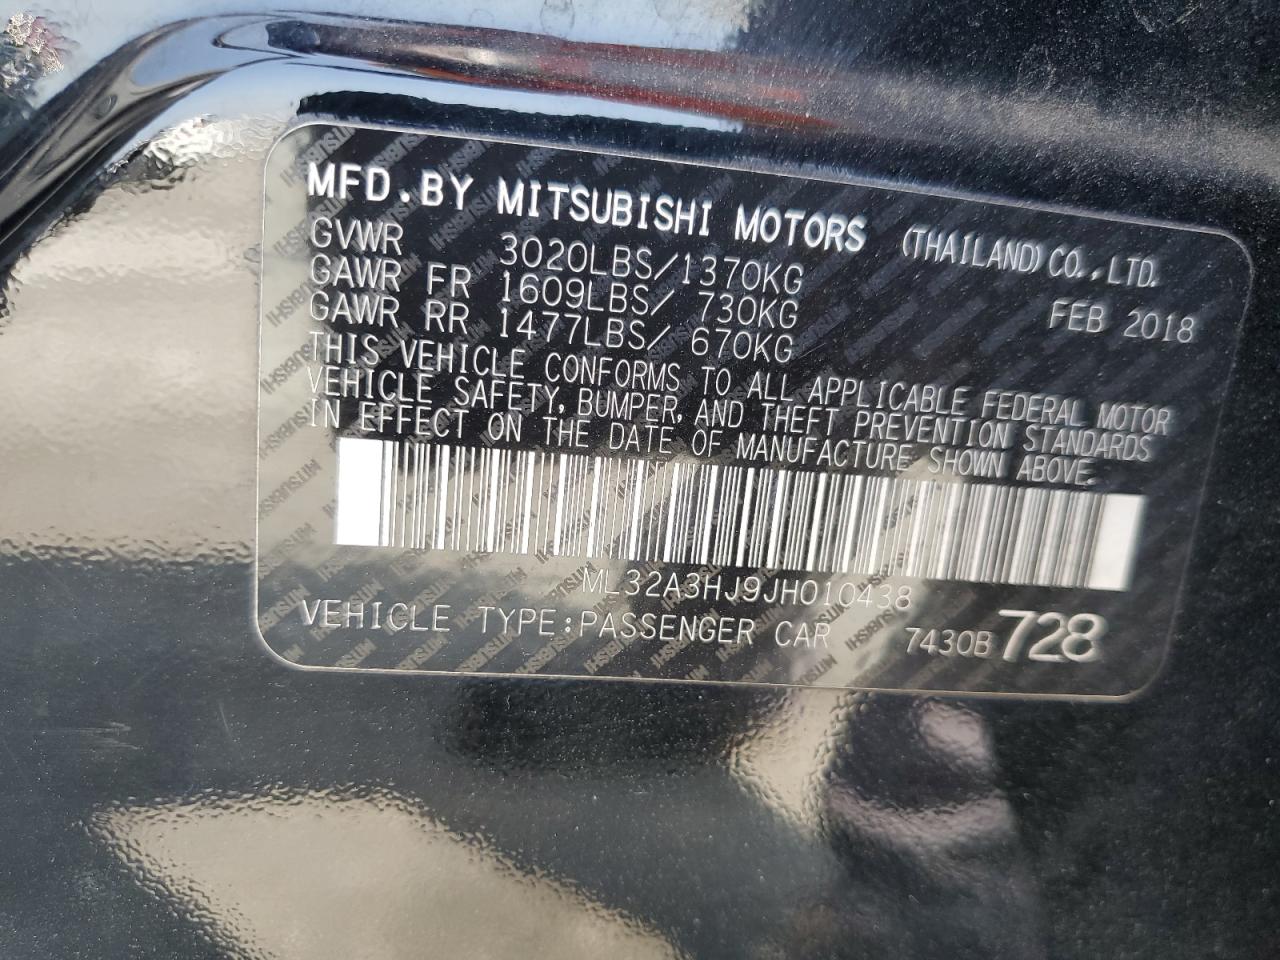 MFD.BY MITSUBISHI MOTORS (THAILAND)CO.,LTD.
GVWR 3020LBS/1370KG FEB 2018
GAWR FR 1609LBS/ 730KG
GAWR RR 1477LBS/ 670KG
THIS VEHICLE CONFORMS TO ALL APPLICABLE FEDERAL MOTOR
VEHICLE SAFETY, BUMPER, AND THEFT PREVENTION STANDARDS
IN EFFECT ON THE DATE OF MANUFACTURE SHOWN ABOVE.
ML32A3HJ9JH010438
VEHICLE TYPE:PASSENGER CAR 7430B728